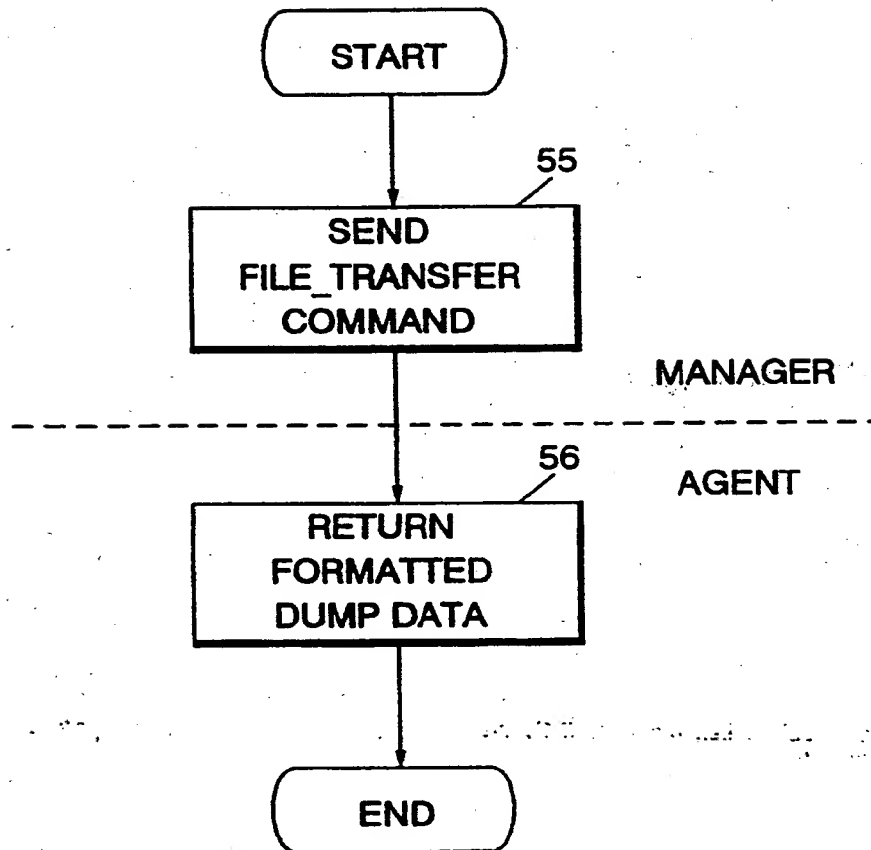 START
55
SEND
FILE_TRANSFER
COMMAND
MANAGER
56
AGENT
RETURN
FORMATTED
DUMP DATA
END